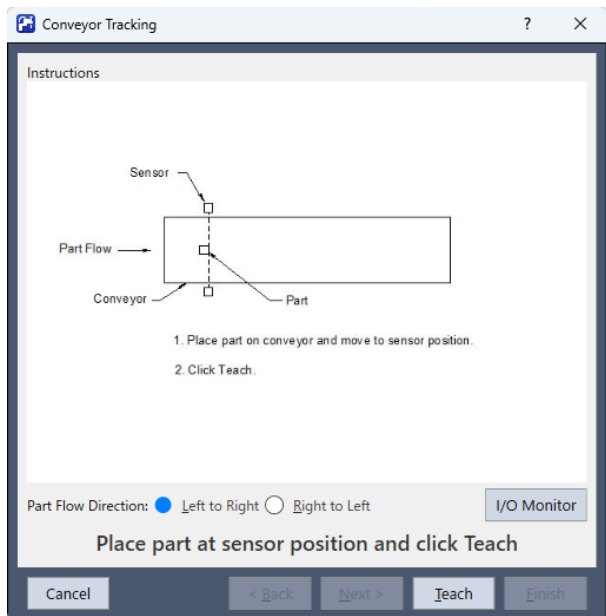 Conveyor Tracking ? ×
Instructions
Sensor
Part Flow
Conveyor
Part
1. Place part on conveyor and move to sensor position.
2. Click Teach.
Part Flow Direction: Left to Right Right to Left I/O Monitor
Place part at sensor position and click Teach
Cancel < Back Next > Teach Finish